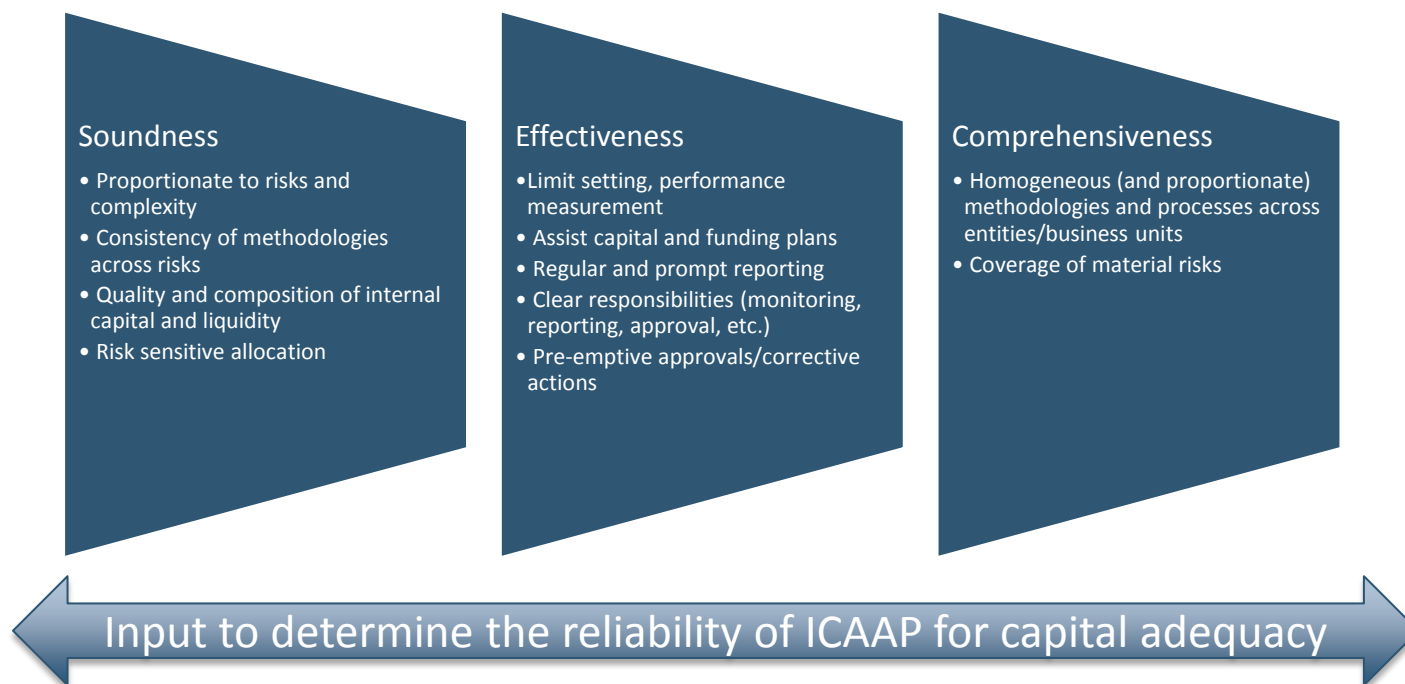 Soundness
• Proportionate to risks and
complexity
• Consistency of methodologies
across risks
• Quality and composition of internal
capital and liquidity
• Risk sensitive allocation
Effectiveness
•Limit setting, performance
measurement
• Assist capital and funding plans
• Regular and prompt reporting
• Clear responsibilities (monitoring,
reporting, approval, etc.)
• Pre-emptive approvals/corrective
actions
Comprehensiveness
• Homogeneous (and proportionate)
methodologies and processes across
entities/business units
• Coverage of material risks
Input to determine the reliability of ICAAP for capital adequacy